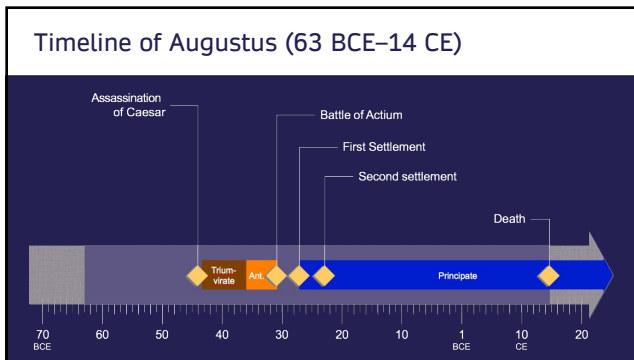 Timeline of Augustus (63 BCE–14 CE)
Assassination
of Caesar
Battle of Actium
First Settlement
Second settlement
Death
Trium-
virate
Ant.
Principate
70 60 50 40 30 20 10 1 10 20
BCE BCE CE